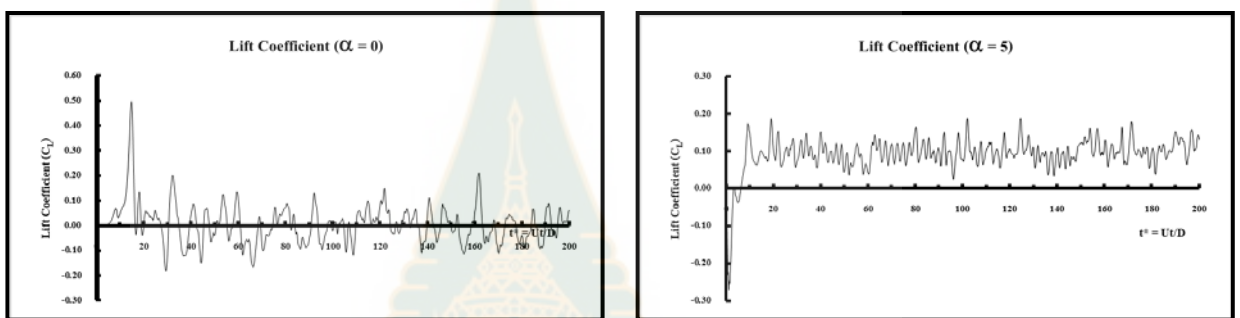 Lift Coefficient (α = 0)
0.60
0.50
0.40
0.30
0.20
0.10
0.00
-0.10
-0.20
-0.30
Lift Coefficient (C_L)
20 40 60 80 100 120 140 160 180 200
t* = Ut/D
Lift Coefficient (α = 5)
0.30
0.20
0.10
0.00
-0.10
-0.20
-0.30
Lift Coefficient (C_L)
20 40 60 80 100 120 140 160 180 200
t* = Ut/D